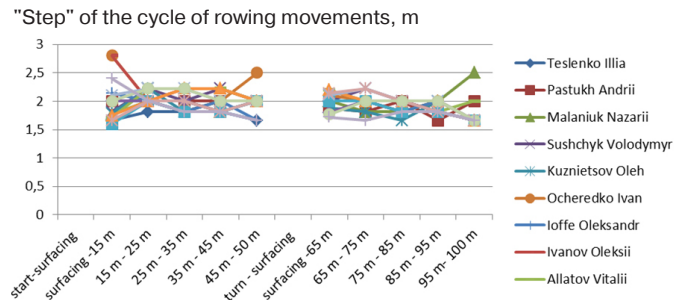 "Step" of the cycle of rowing movements, m
3
2,5
2
1,5
1
0,5
0
start-surfacing
surfacing -15 m
15 m - 25 m
25 m - 35 m
35 m - 45 m
45 m - 50 m
turn - surfacing
surfacing -65 m
65 m - 75 m
75 m - 85 m
85 m - 95 m
95 m- 100 m
Teslenko Illia
Pastukh Andrii
Malaniuk Nazarii
Sushchyk Volodymyr
Kuznietsov Oleh
Ocheredko Ivan
Ioffe Oleksandr
Ivanov Oleksii
Allatov Vitalii